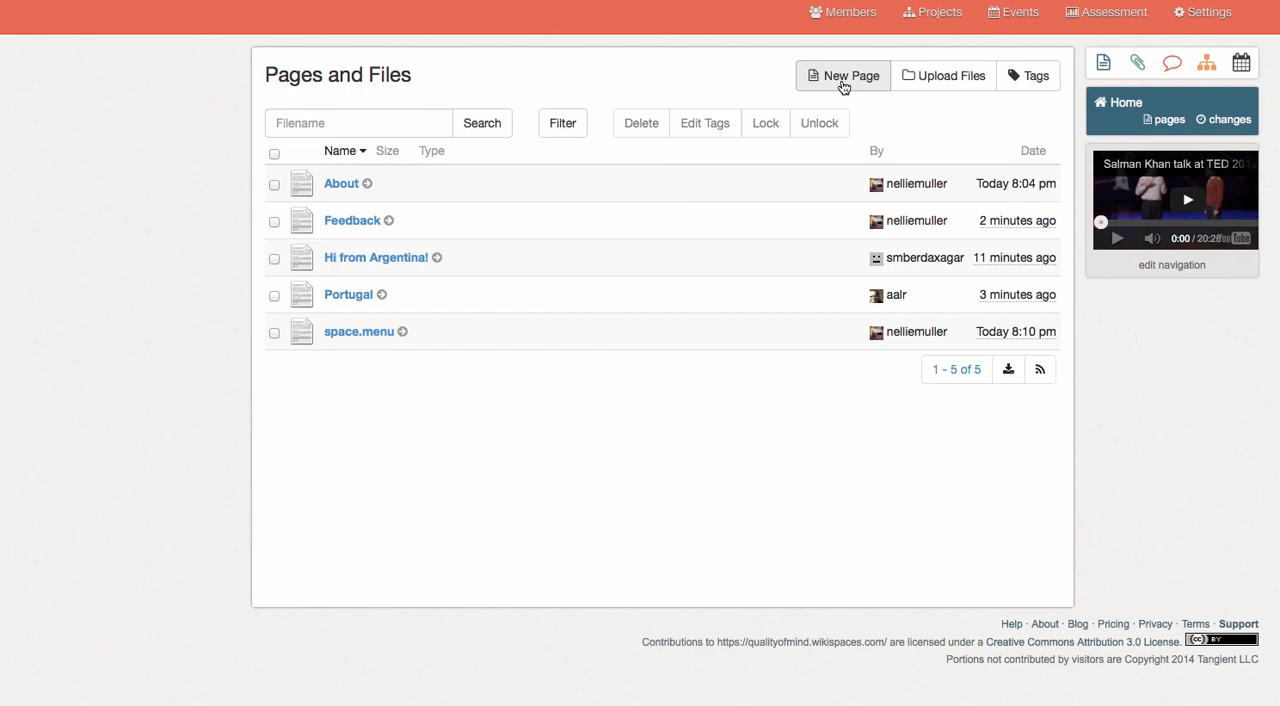 Members Projects Events Assessment Settings
Pages and Files
New Page Upload Files Tags
Filename Search Filter Delete Edit Tags Lock Unlock
Name Size Type By Date
About nelliemuller Today 8:04 pm
Feedback nelliemuller 2 minutes ago
Hi from Argentina! smberdaxagar 11 minutes ago
Portugal aalr 3 minutes ago
space.menu nelliemuller Today 8:10 pm
1 - 5 of 5
Home
pages changes
Salman Khan talk at TED 201
0:00 / 20:28 You Tube
edit navigation
Help · About · Blog · Pricing · Privacy · Terms · Support
Contributions to https://qualityofmind.wikispaces.com/ are licensed under a Creative Commons Attribution 3.0 License. (cc) BY
Portions not contributed by visitors are Copyright 2014 Tangient LLC